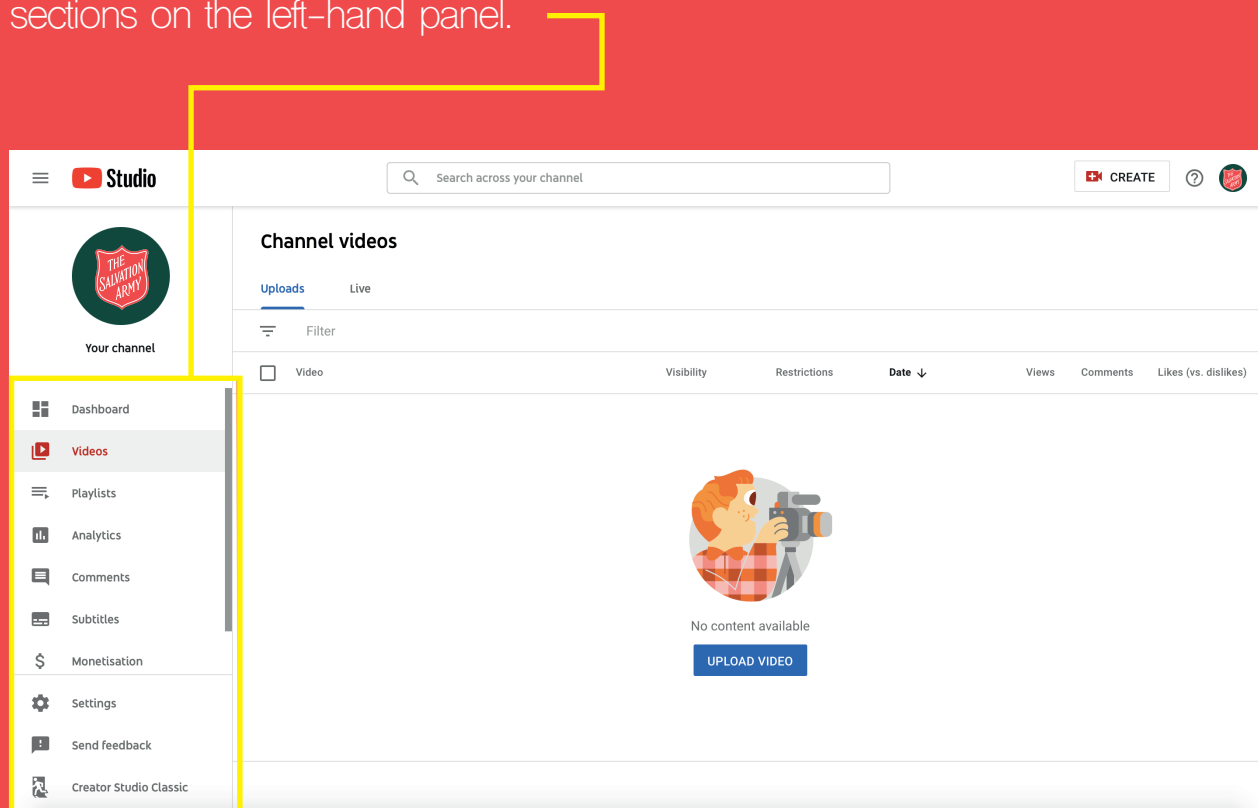 sections on the left-hand panel.
Studio
Search across your channel
CREATE
THE
SALVATION
ARMY
Your channel
Channel videos
Uploads Live
Filter
Video Visibility Restrictions Date Views Comments Likes (vs. dislikes)
Dashboard
Videos
Playlists
Analytics
Comments
Subtitles
$ Monetisation
Settings
Send feedback
Creator Studio Classic
No content available
UPLOAD VIDEO